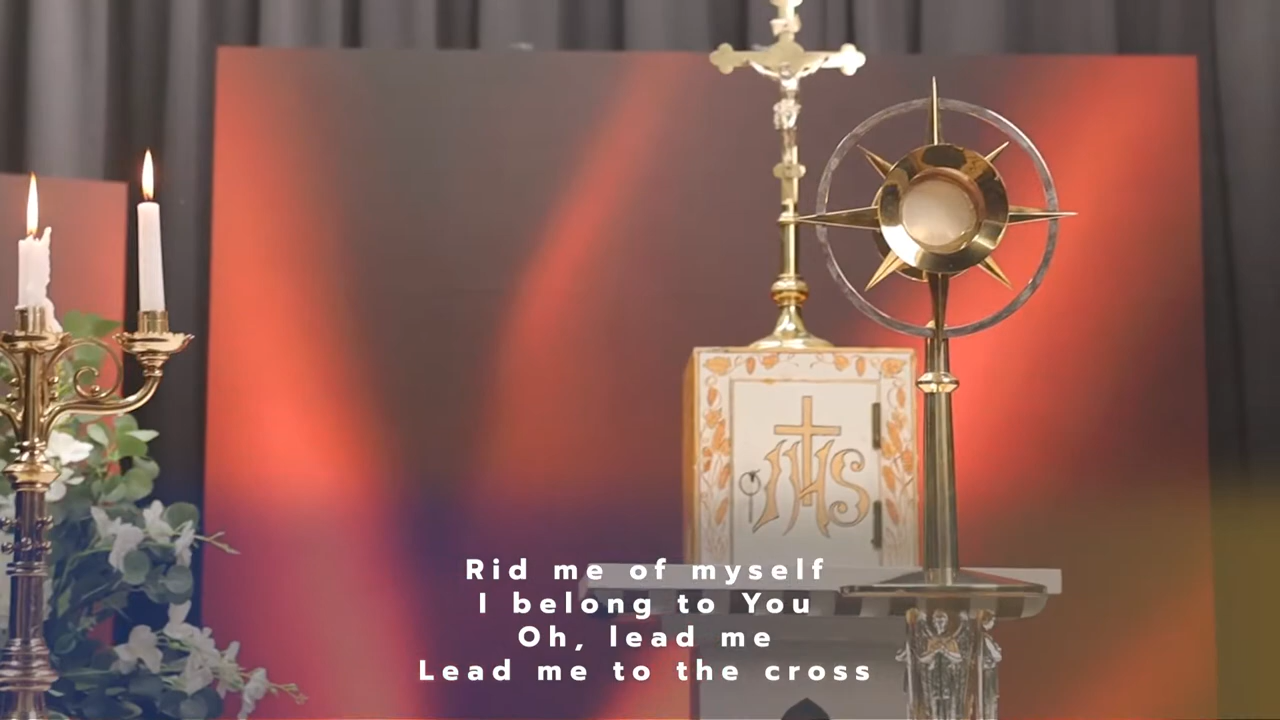 IHS
Rid me of myself
I belong to You
Oh, lead me
Lead me to the cross